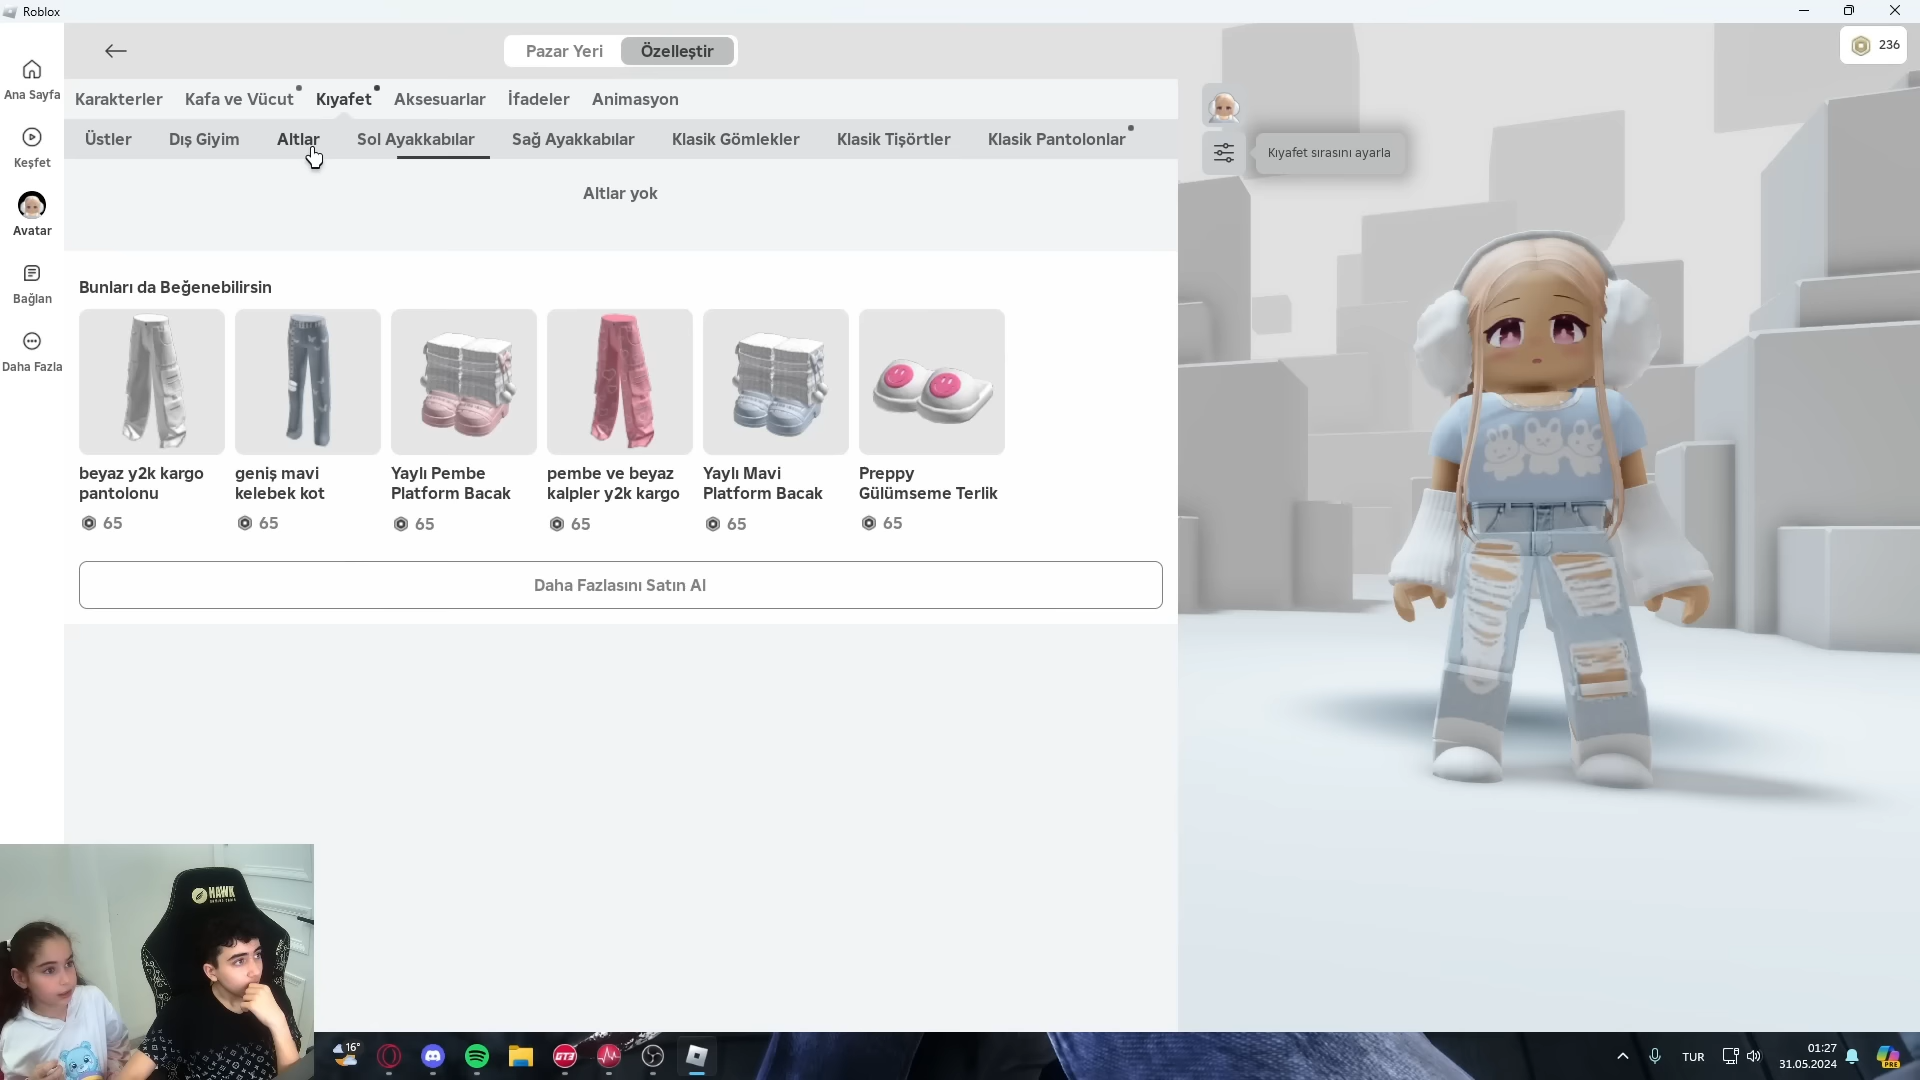 Roblox
236
Pazar Yeri
Özelleştir
Karakterler
Kafa ve Vücut
Kıyafet
Aksesuarlar
İfadeler
Animasyon
Üstler
Dış Giyim
Altlar
Sol Ayakkabılar
Sağ Ayakkabılar
Klasik Gömlekler
Klasik Tişörtler
Klasik Pantolonlar
Ana Sayfa
Keşfet
Avatar
Bağlan
Daha Fazla
Kıyafet sırasını ayarla
Altlar yok
Bunları da Beğenebilirsin
beyaz y2k kargo
pantolonu
65
geniş mavi
kelebek kot
65
Yaylı Pembe
Platform Bacak
65
pembe ve beyaz
kalpler y2k kargo
65
Yaylı Mavi
Platform Bacak
65
Preppy
Gülümseme Terlik
65
Daha Fazlasını Satın Al
HAWK
16°
GT3
TUR
01:27
31.05.2024
PRE